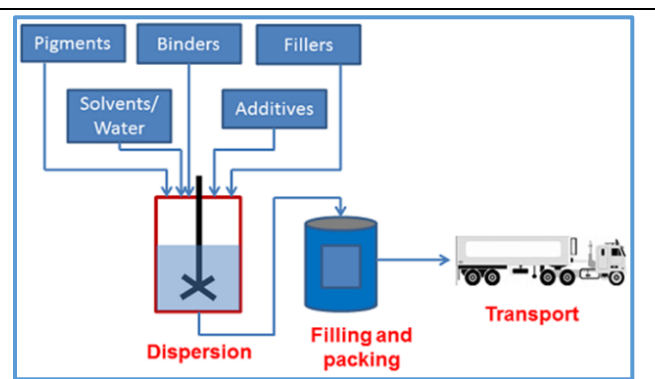 Pigments
Binders
Fillers
Solvents/
Water
Additives
Dispersion
Filling and
packing
Transport